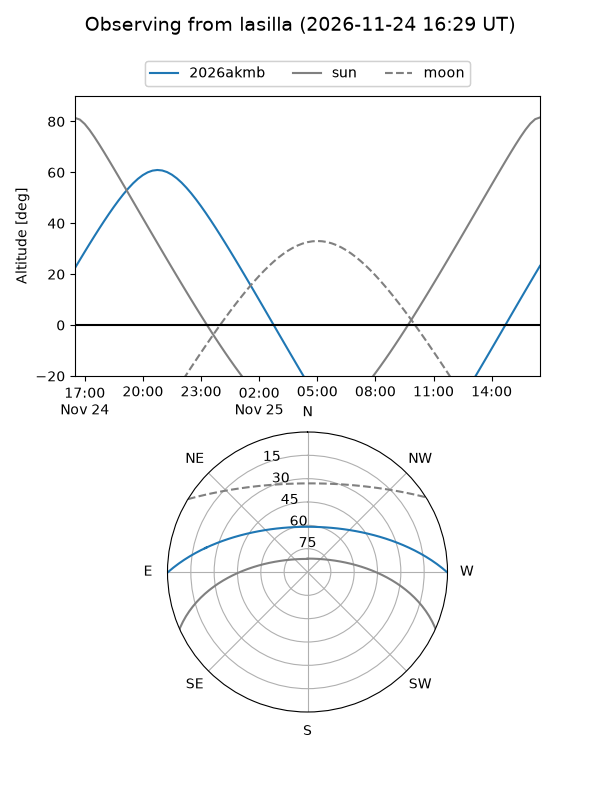 Observing from lasilla (2026-11-24 16:29 UT)
2026akmb sun moon
80
60
40
20
0
−20
Altitude [deg]
17:00 20:00 23:00 02:00 05:00 08:00 11:00 14:00
Nov 24 Nov 25
N
NE NW
15
30
45
60
75
E W
SE SW
S